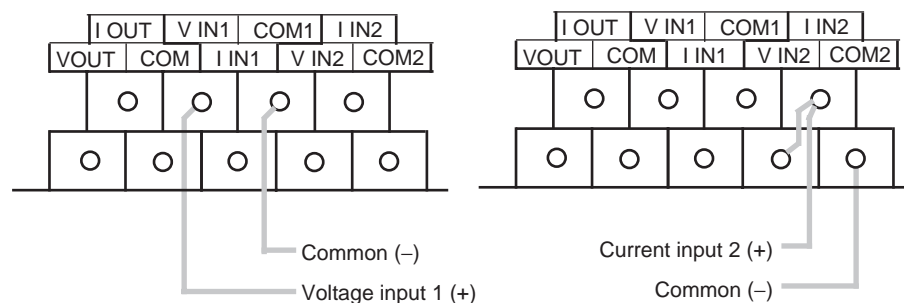 I OUT V IN1 COM1 I IN2
VOUT COM I IN1 V IN2 COM2
Common (−)
Voltage input 1 (+)
I OUT V IN1 COM1 I IN2
VOUT COM I IN1 V IN2 COM2
Current input 2 (+)
Common (−)